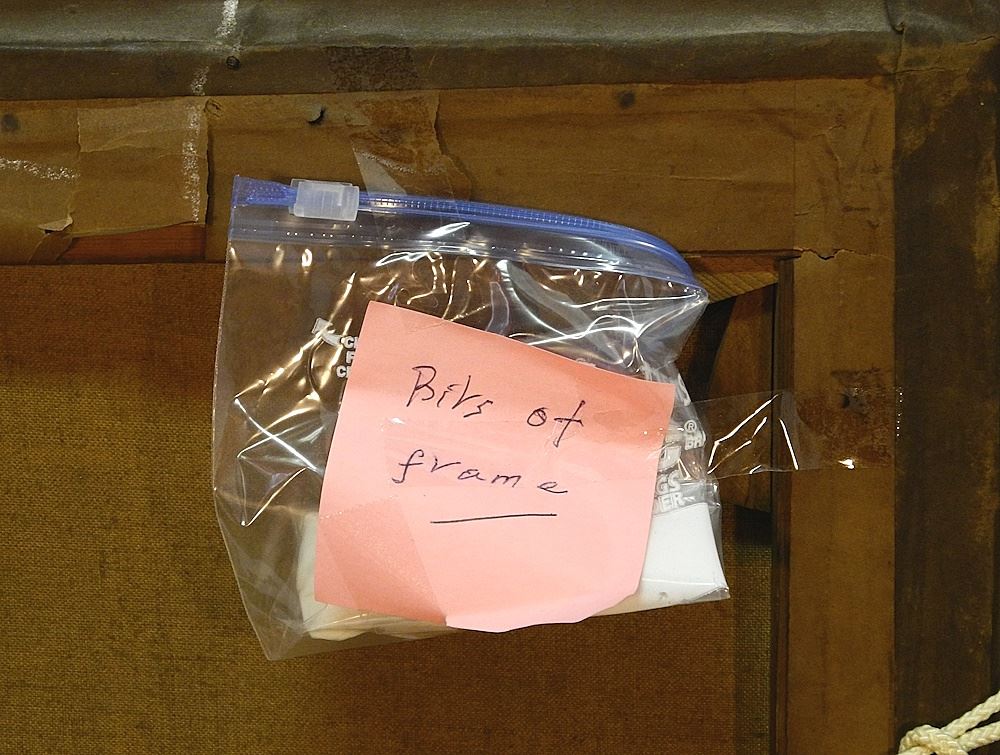 Bits of
frame